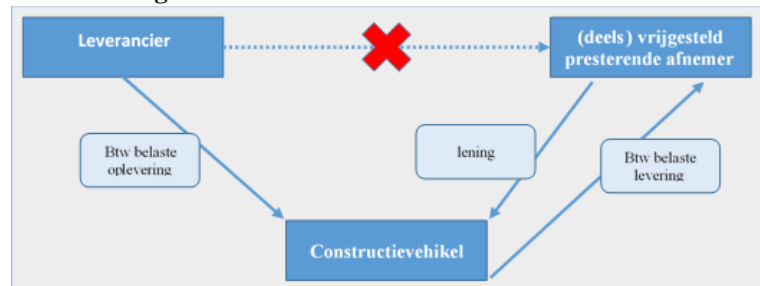 Leverancier
(deels) vrijgesteld
presterende afnemer
Btw belaste
oplevering
lening
Btw belaste
levering
Constructievehikel